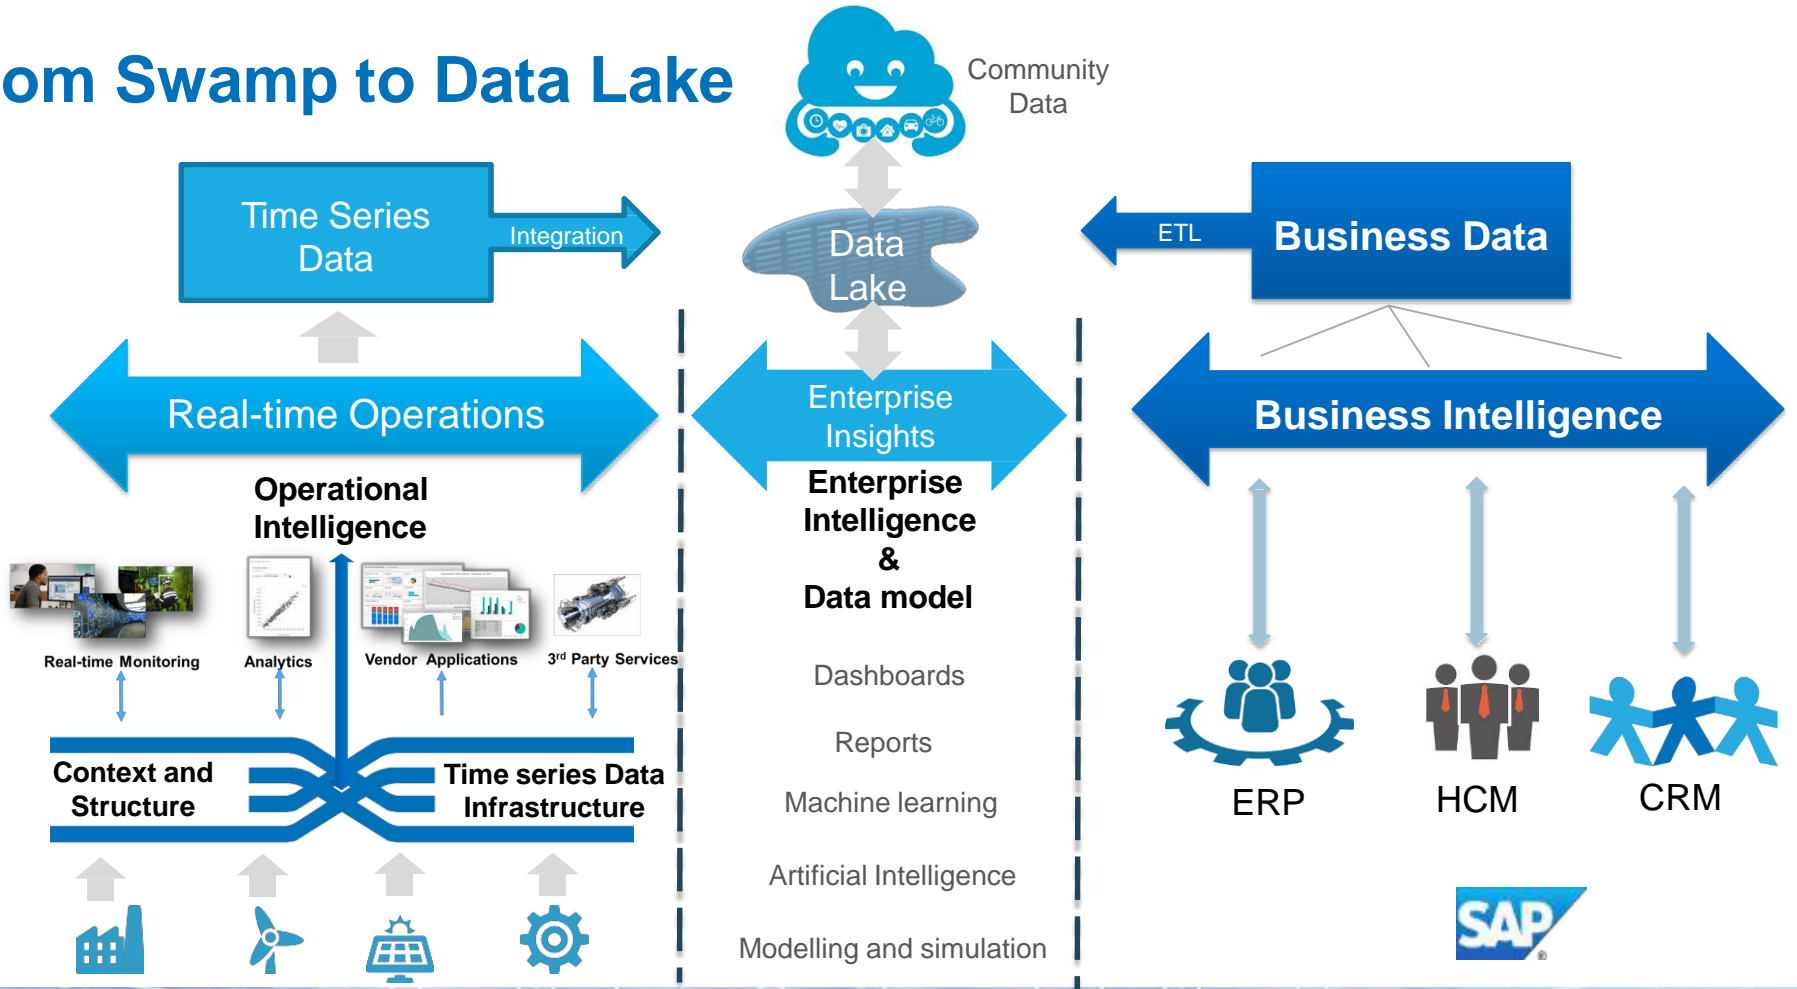 om Swamp to Data Lake
Community
Data
Time Series
Data
Integration
Data
Lake
ETL
Business Data
Real-time Operations
Enterprise
Insights
Business Intelligence
Operational
Intelligence
Real-time Monitoring
Analytics
Vendor Applications
3rd Party Services
Context and
Structure
Time series Data
Infrastructure
Enterprise
Intelligence
&
Data model
Dashboards
Reports
Machine learning
Artificial Intelligence
Modelling and simulation
ERP
HCM
CRM
SAP